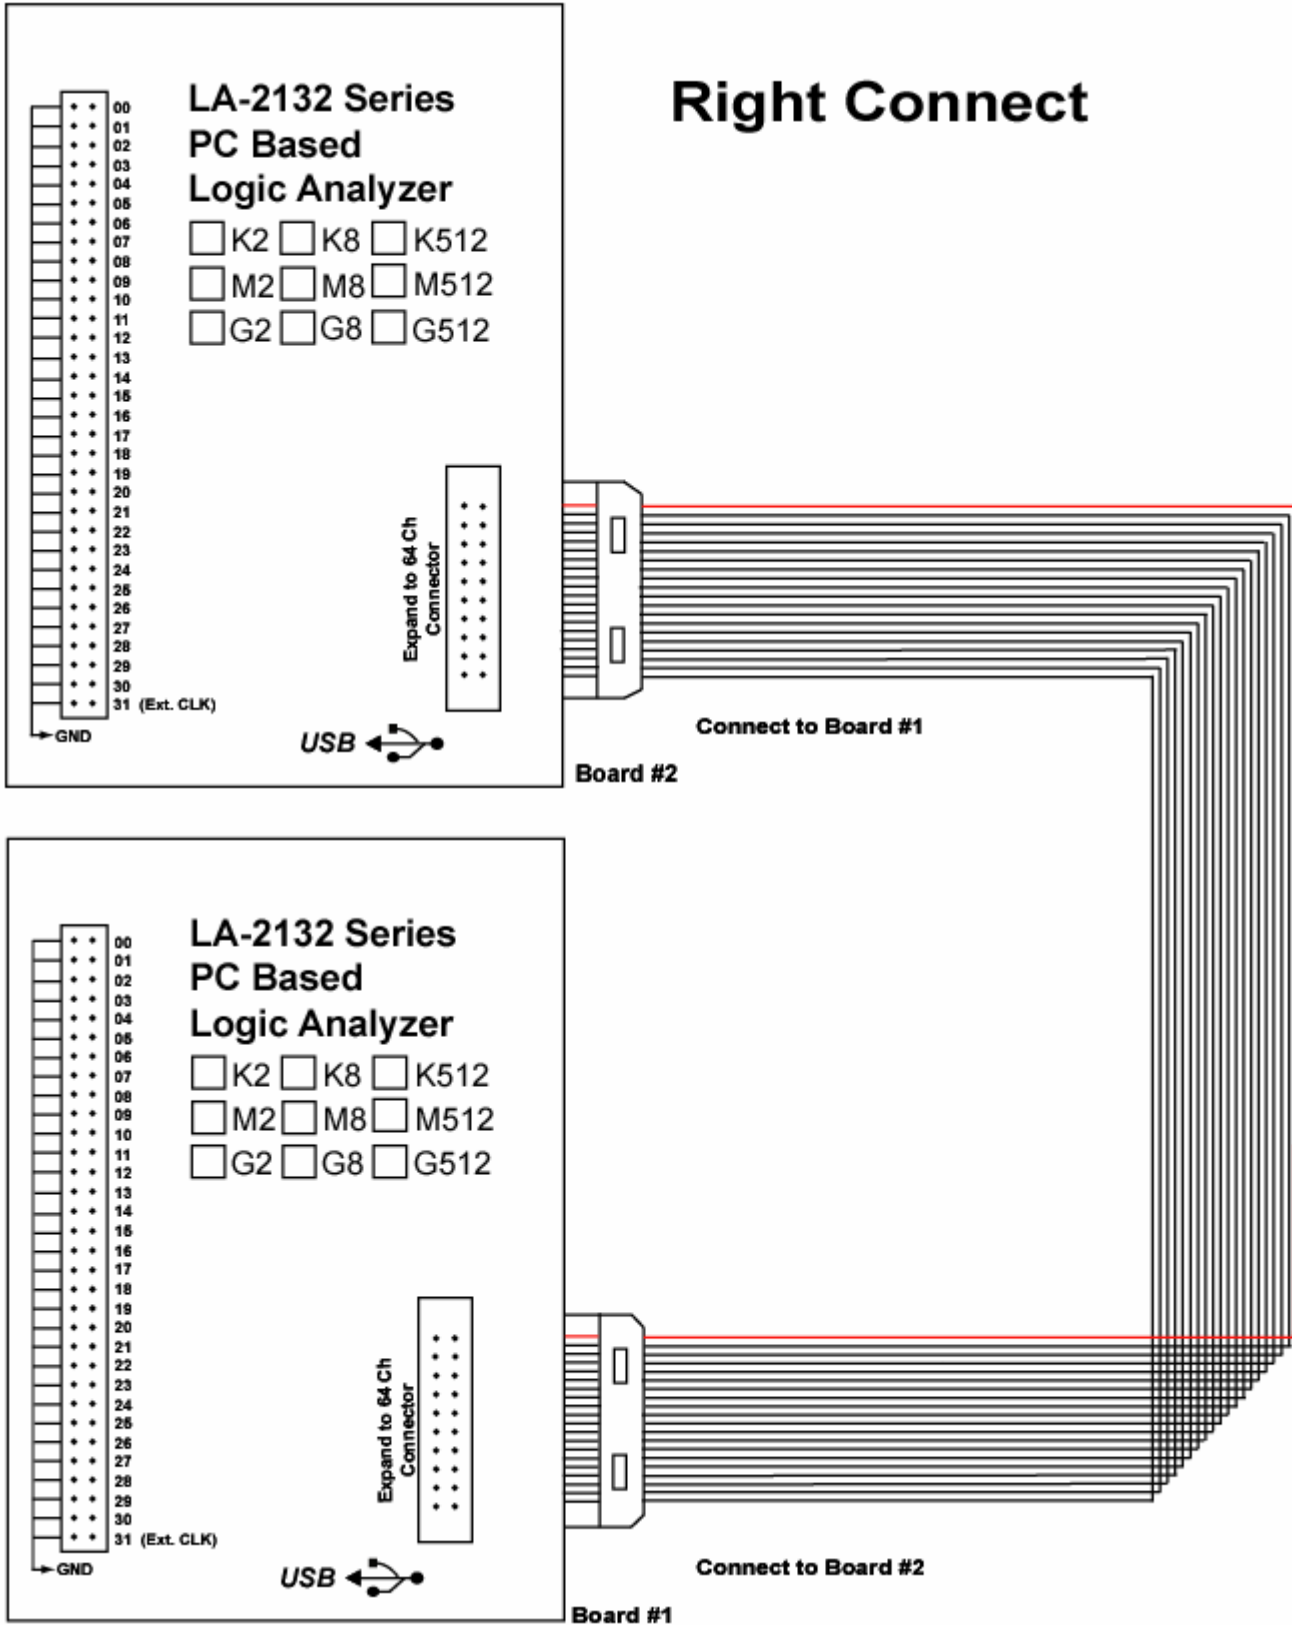 Right Connect
LA-2132 Series
PC Based
Logic Analyzer
K2 K8 K512
M2 M8 M512
G2 G8 G512
00
01
02
03
04
05
06
07
08
09
10
11
12
13
14
15
16
17
18
19
20
21
22
23
24
25
26
27
28
29
30
31 (Ext. CLK)
GND
Expand to 64 Ch
Connector
USB
Connect to Board #1
Board #2
LA-2132 Series
PC Based
Logic Analyzer
K2 K8 K512
M2 M8 M512
G2 G8 G512
00
01
02
03
04
05
06
07
08
09
10
11
12
13
14
15
16
17
18
19
20
21
22
23
24
25
26
27
28
29
30
31 (Ext. CLK)
GND
Expand to 64 Ch
Connector
USB
Connect to Board #2
Board #1